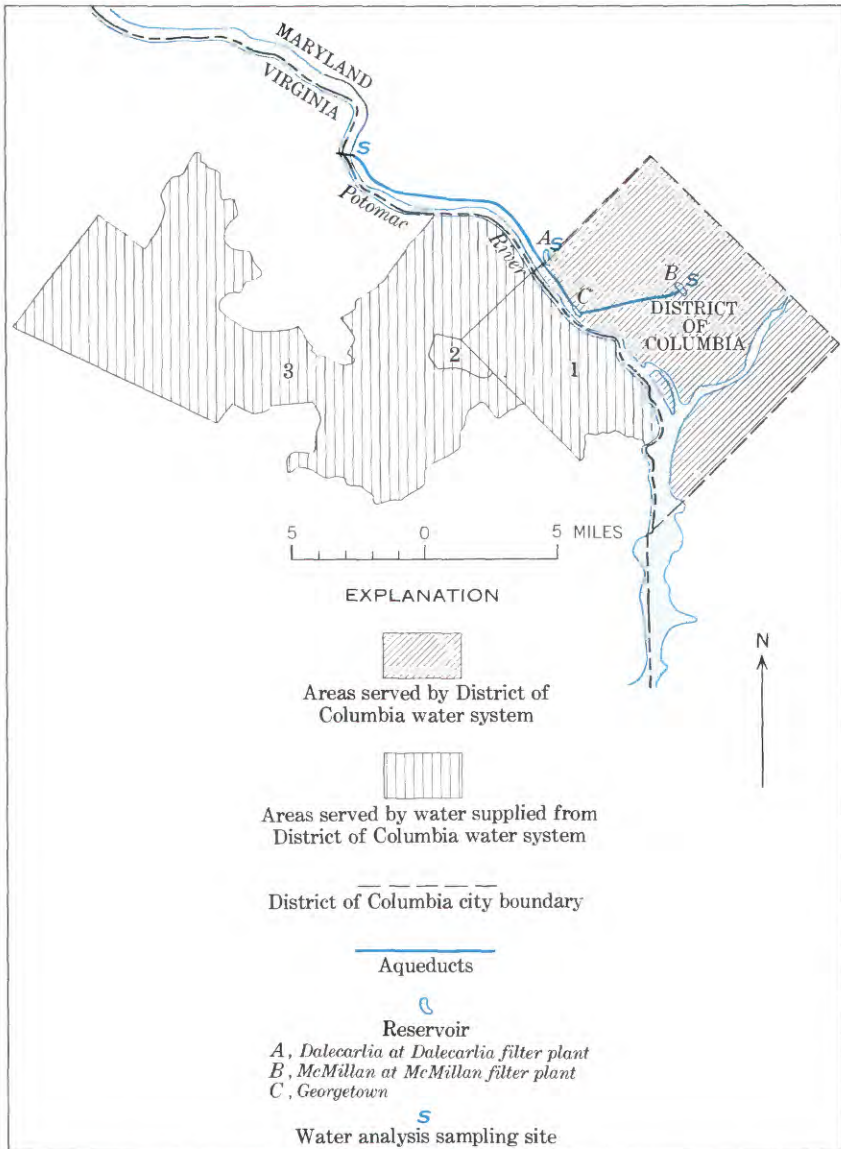 MARYLAND
VIRGINIA
S
Potomac
River
A S
B S
C
DISTRICT
OF
COLUMBIA
3
2
1
5 0 5 MILES
EXPLANATION
N
Areas served by District of
Columbia water system
Areas served by water supplied from
District of Columbia water system
District of Columbia city boundary
Aqueducts
Reservoir
A, Dalecarlia at Dalecarlia filter plant
B, McMillan at McMillan filter plant
C, Georgetown
S
Water analysis sampling site